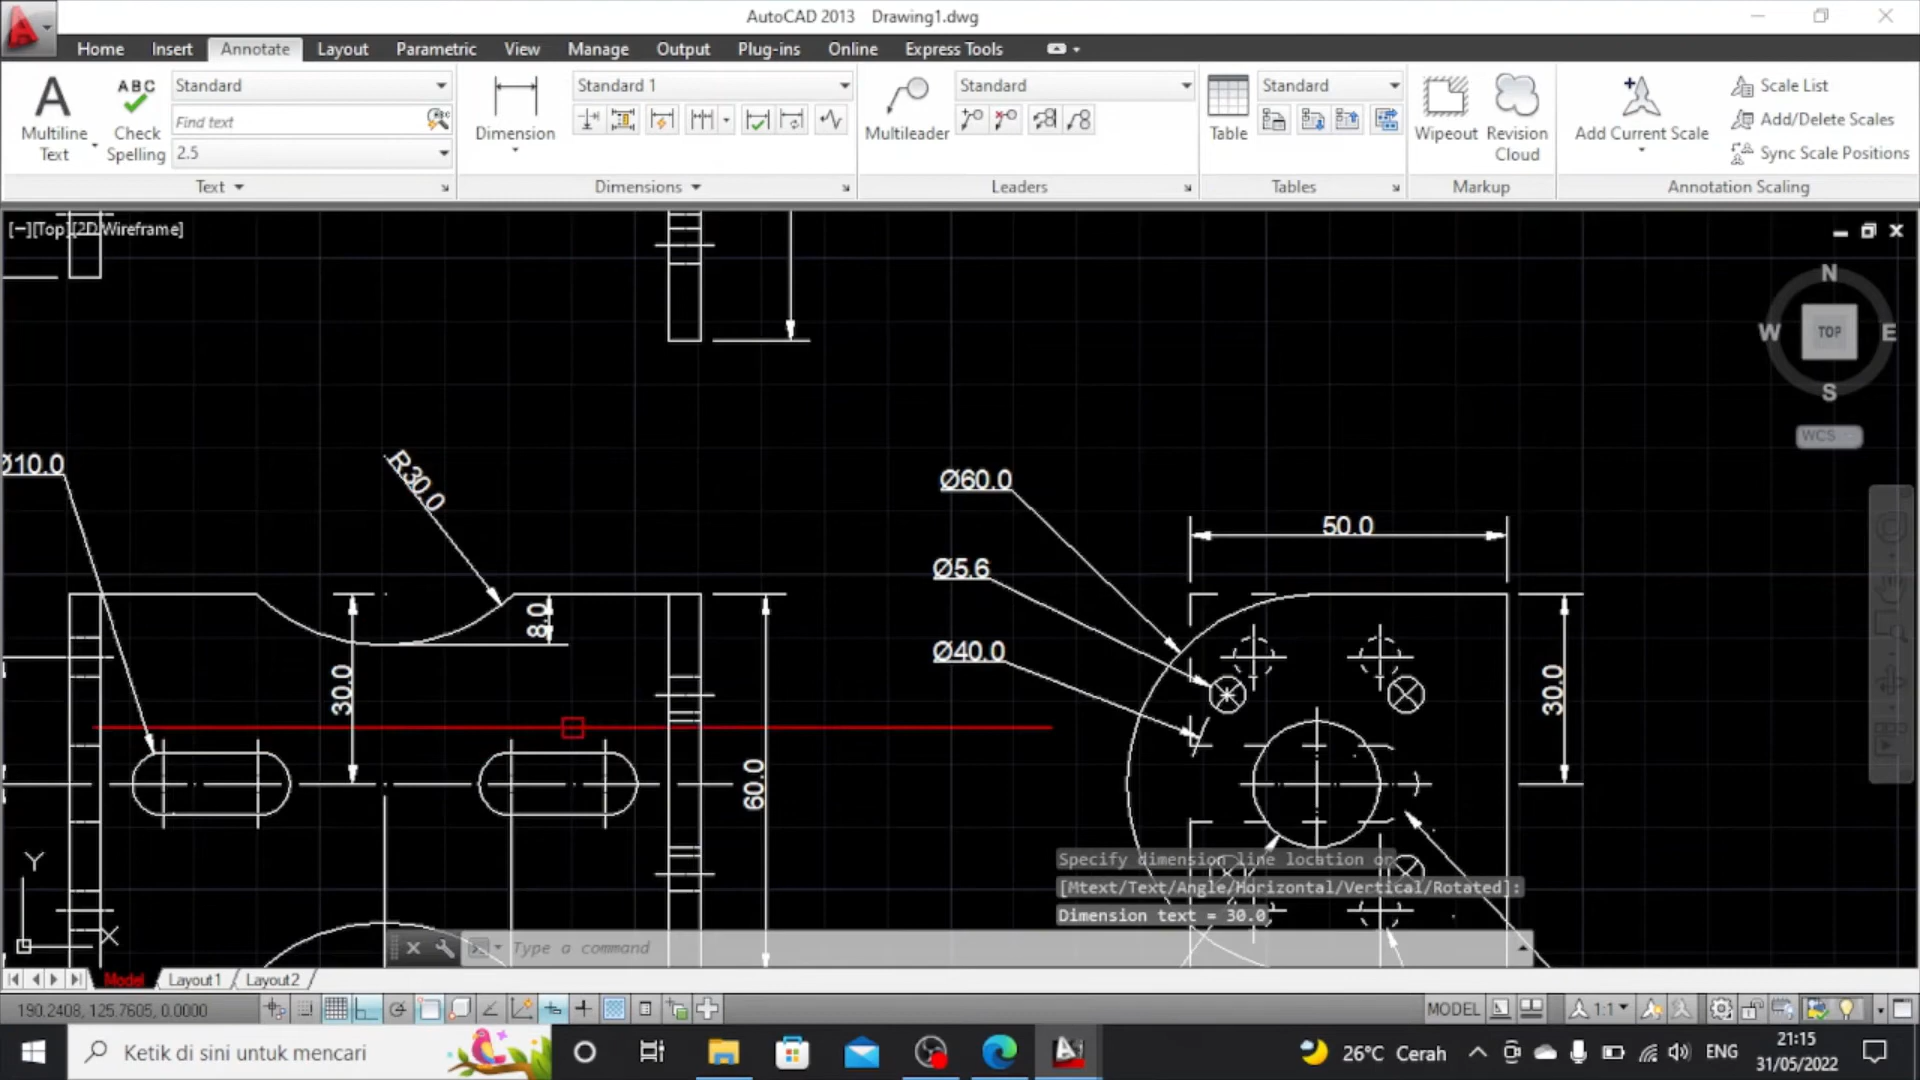 AutoCAD 2013 Drawing1.dwg
Home Insert Annotate Layout Parametric View Manage Output Plug-ins Online Express Tools
Standard
Standard 1
Standard
Standard
Scale List
A
ABC
Find text
Add/Delete Scales
Multiline Text
Check Spelling
2.5
Dimension
Multileader
Table
Wipeout
Revision Cloud
Add Current Scale
Sync Scale Positions
Text Dimensions Leaders Tables Markup Annotation Scaling
[−][Top][2D Wireframe]
N
W TOP E
S
WCS
Ø10.0
R30.0
Ø60.0
50.0
Ø5.6
8.0
Ø40.0
30.0
30.0
60.0
Y
X
Specify dimension line location or
[Mtext/Text/Angle/Horizontal/Vertical/Rotated]:
Dimension text = 30.0
Type a command
Model Layout1 Layout2
190.2408, 125.7605, 0.0000
MODEL 1:1
Ketik di sini untuk mencari
26°C Cerah
ENG
21:15
31/05/2022